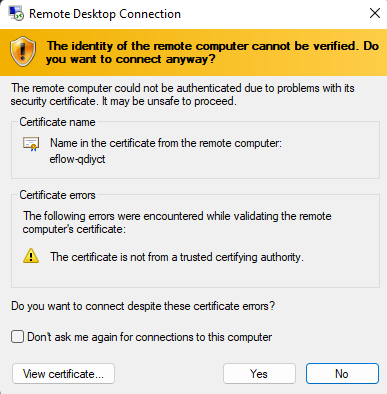 Remote Desktop Connection
The identity of the remote computer cannot be verified. Do
you want to connect anyway?
The remote computer could not be authenticated due to problems with its
security certificate. It may be unsafe to proceed.
Certificate name
Name in the certificate from the remote computer:
eflow-qdiyct
Certificate errors
The following errors were encountered while validating the remote
computer's certificate:
The certificate is not from a trusted certifying authority.
Do you want to connect despite these certificate errors?
Don't ask me again for connections to this computer
View certificate... Yes No